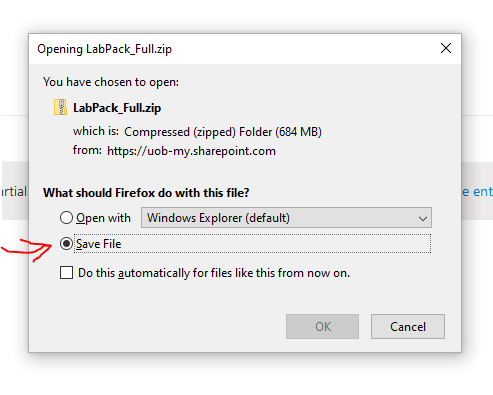 Opening LabPack_Full.zip
You have chosen to open:
LabPack_Full.zip
which is: Compressed (zipped) Folder (684 MB)
from: https://uob-my.sharepoint.com
artial
e ent
What should Firefox do with this file?
Open with Windows Explorer (default)
Save File
Do this automatically for files like this from now on.
OK Cancel